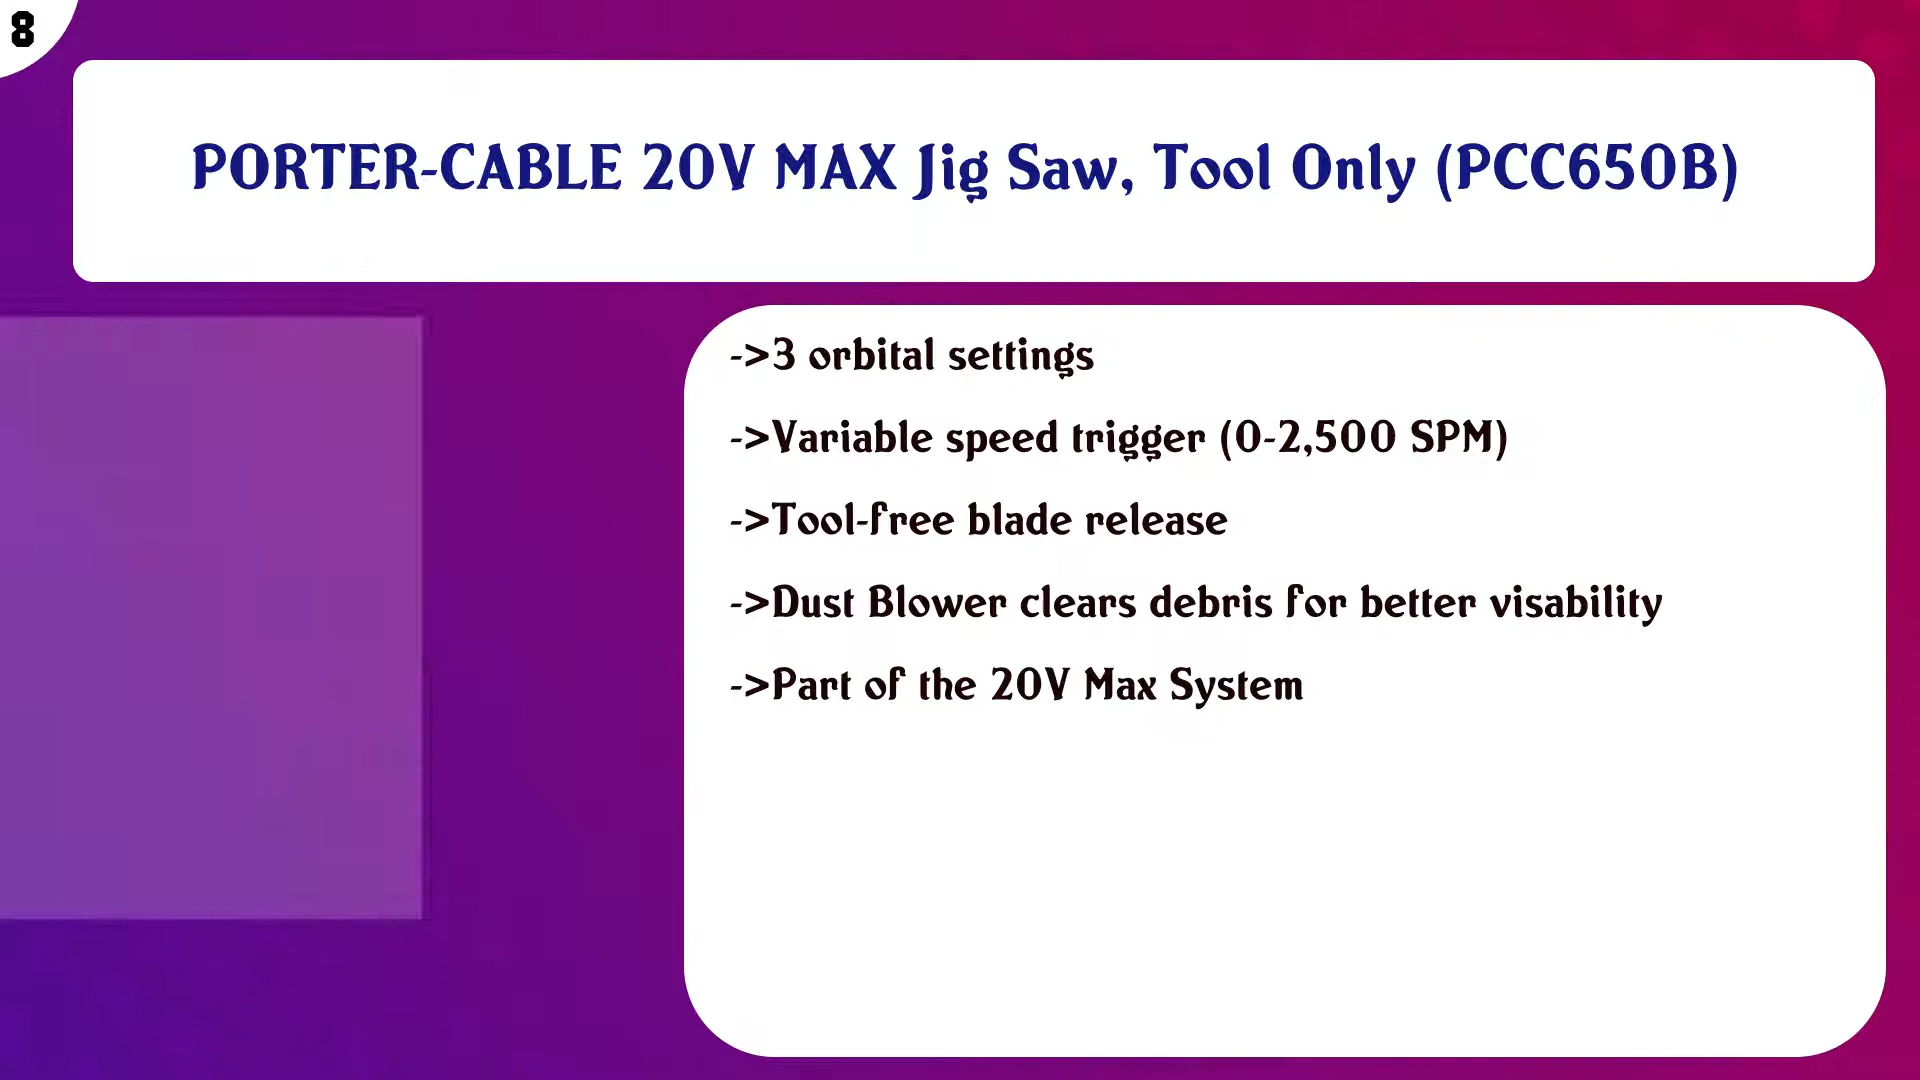 8
PORTER-CABLE 20V MAX Jig Saw, Tool Only (PCC650B)
->3 orbital settings
->Variable speed trigger (0-2,500 SPM)
->Tool-free blade release
->Dust Blower clears debris for better visability
->Part of the 20V Max System